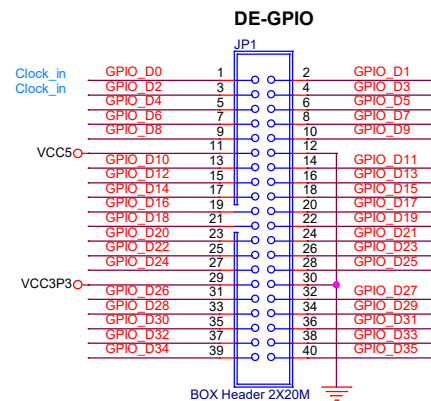 DE-GPIO
JP1
Clock_in GPIO_D0 1 2 GPIO_D1
Clock_in GPIO_D2 3 4 GPIO_D3
GPIO_D4 5 6 GPIO_D5
GPIO_D6 7 8 GPIO_D7
GPIO_D8 9 10 GPIO_D9
VCC5 11 12
GPIO_D10 13 14 GPIO_D11
GPIO_D12 15 16 GPIO_D13
GPIO_D14 17 18 GPIO_D15
GPIO_D16 19 20 GPIO_D17
GPIO_D18 21 22 GPIO_D19
GPIO_D20 23 24 GPIO_D21
GPIO_D22 25 26 GPIO_D23
GPIO_D24 27 28 GPIO_D25
VCC3P3 29 30
GPIO_D26 31 32 GPIO_D27
GPIO_D28 33 34 GPIO_D29
GPIO_D30 35 36 GPIO_D31
GPIO_D32 37 38 GPIO_D33
GPIO_D34 39 40 GPIO_D35
BOX Header 2X20M